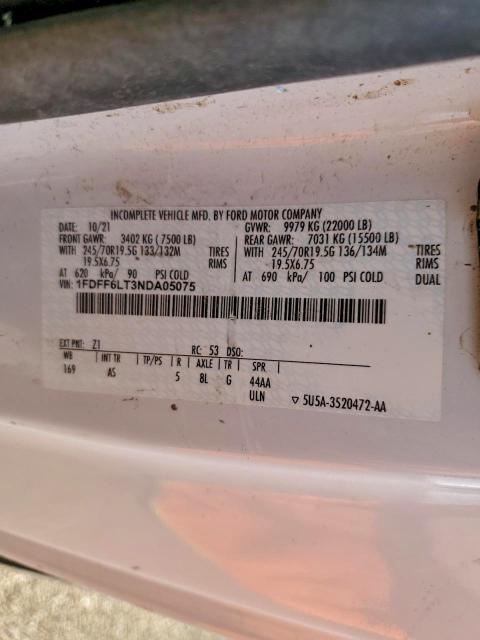 INCOMPLETE VEHICLE MFD. BY FORD MOTOR COMPANY
DATE: 10/21 GVWR: 9979 KG (22000 LB)
FRONT GAWR: 3402 KG ( 7500 LB) REAR GAWR: 7031 KG (15500 LB)
WITH 245/70R19.5G 133/132M TIRES WITH 245/70R19.5G 136/134M TIRES
19.5X6.75 RIMS 19.5X6.75 RIMS
AT 620 kPa/ 90 PSI COLD AT 690 kPa/ 100 PSI COLD DUAL
VIN: 1FDFF6LT3NDA05075
EXT PNT: Z1 RC: 53 DSO:
WB INT TR TP/PS R AXLE TR SPR
169 AS 5 8L G 44AA
ULN ▽ 5U5A-3520472-AA